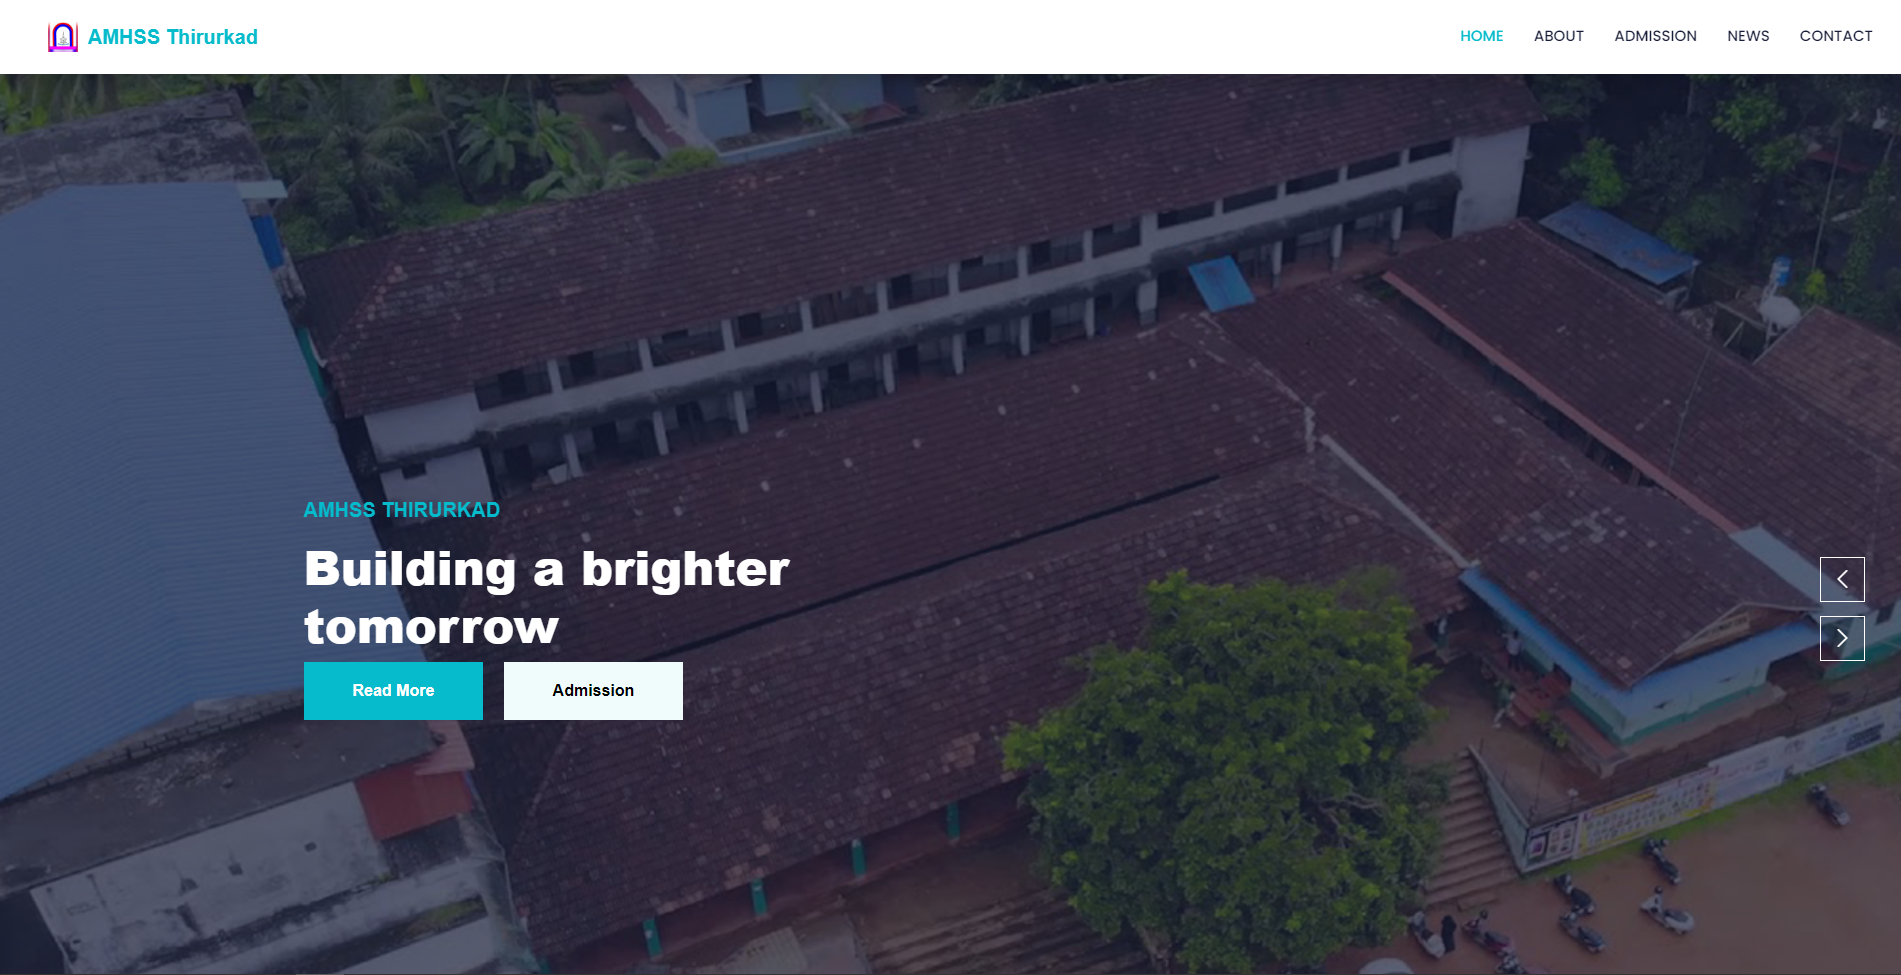 AMHSS Thirurkad
HOME ABOUT ADMISSION NEWS CONTACT
AMHSS THIRURKAD
Building a brighter
tomorrow
Read More Admission